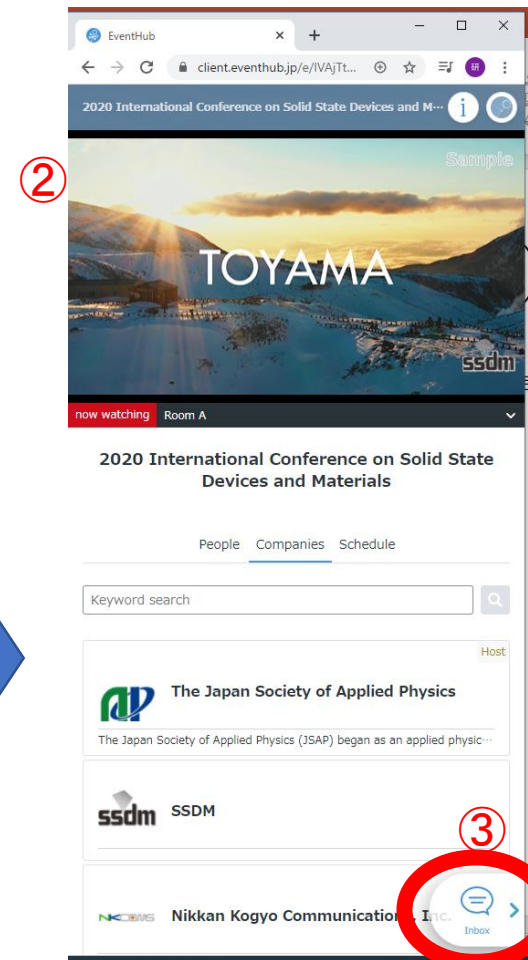 EventHub
client.eventhub.jp/e/IVAjTt...
研
2020 International Conference on Solid State Devices and M…
i
②
Sample
TOYAMA
ssdm
now watching Room A
2020 International Conference on Solid State
Devices and Materials
People Companies Schedule
Keyword search
Host
The Japan Society of Applied Physics
The Japan Society of Applied Physics (JSAP) began as an applied physic…
ssdm SSDM
③
Nikkan Kogyo Communications, Inc.
Inbox